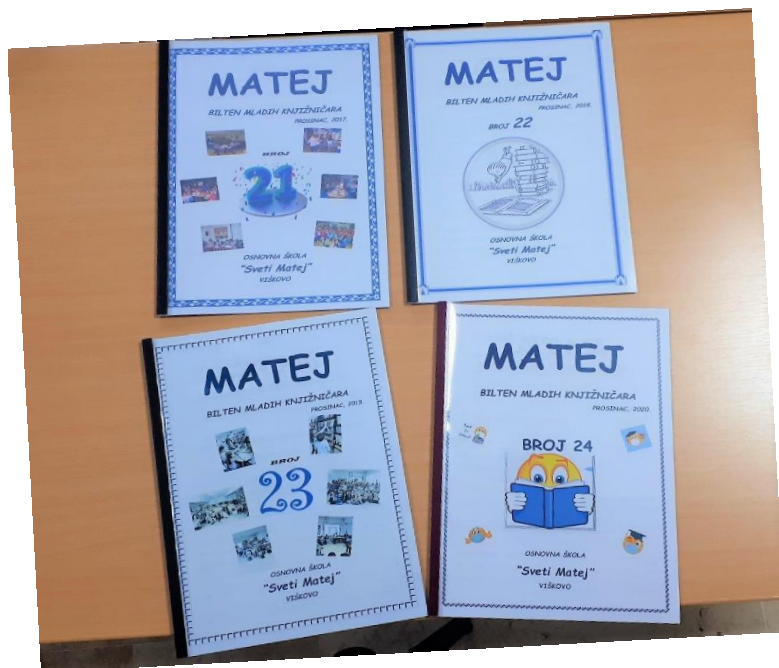 MATEJ
BILTEN MLADIH KNJIŽNIČARA
PROSINAC, 2017.
BROJ
21
OSNOVNA ŠKOLA
"Sveti Matej"
VIŠKOVO
MATEJ
BILTEN MLADIH KNJIŽNIČARA
PROSINAC, 2018.
BROJ 22
OSNOVNA ŠKOLA
"Sveti Matej"
VIŠKOVO
MATEJ
BILTEN MLADIH KNJIŽNIČARA
PROSINAC, 2019.
BROJ
23
OSNOVNA ŠKOLA
"Sveti Matej"
VIŠKOVO
MATEJ
BILTEN MLADIH KNJIŽNIČARA
PROSINAC, 2020.
BROJ 24
OSNOVNA ŠKOLA
"Sveti Matej"
VIŠKOVO